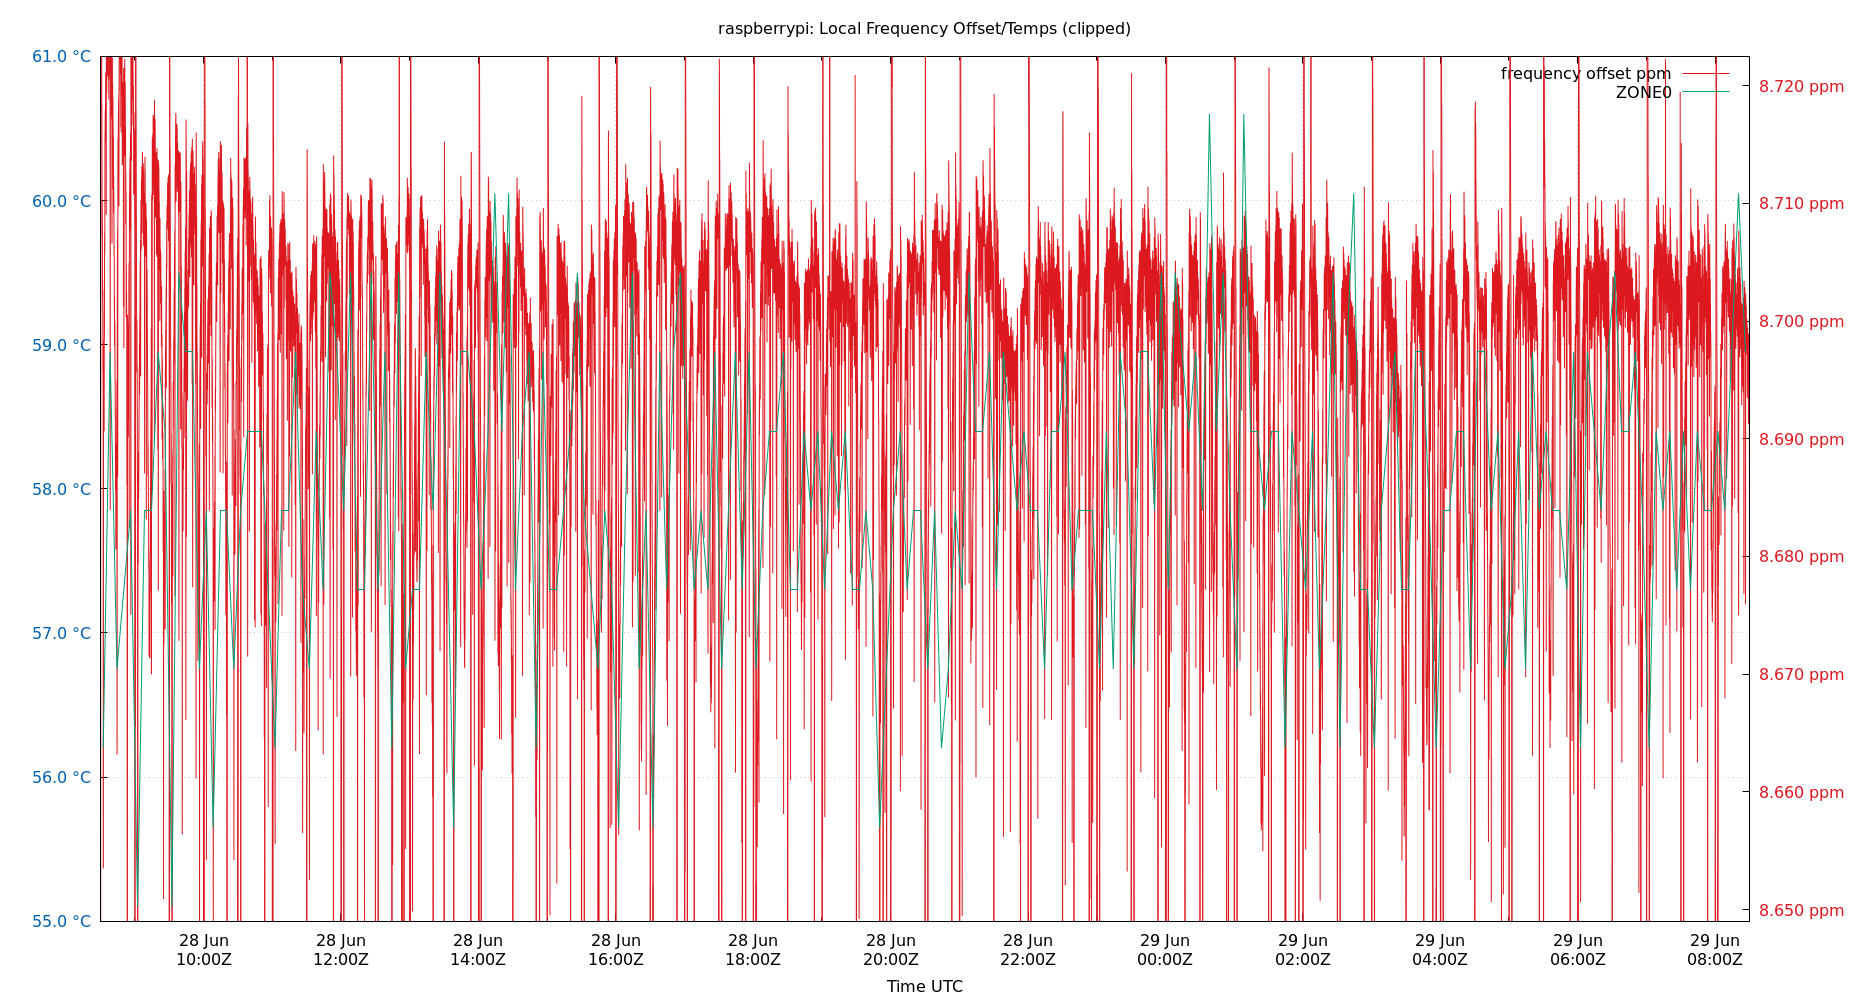 raspberrypi: Local Frequency Offset/Temps (clipped)
frequency offset ppm
ZONE0
61.0 °C
60.0 °C
59.0 °C
58.0 °C
57.0 °C
56.0 °C
55.0 °C
8.720 ppm
8.710 ppm
8.700 ppm
8.690 ppm
8.680 ppm
8.670 ppm
8.660 ppm
8.650 ppm
28 Jun 28 Jun 28 Jun 28 Jun 28 Jun 28 Jun 28 Jun 29 Jun 29 Jun 29 Jun 29 Jun 29 Jun
10:00Z 12:00Z 14:00Z 16:00Z 18:00Z 20:00Z 22:00Z 00:00Z 02:00Z 04:00Z 06:00Z 08:00Z
Time UTC